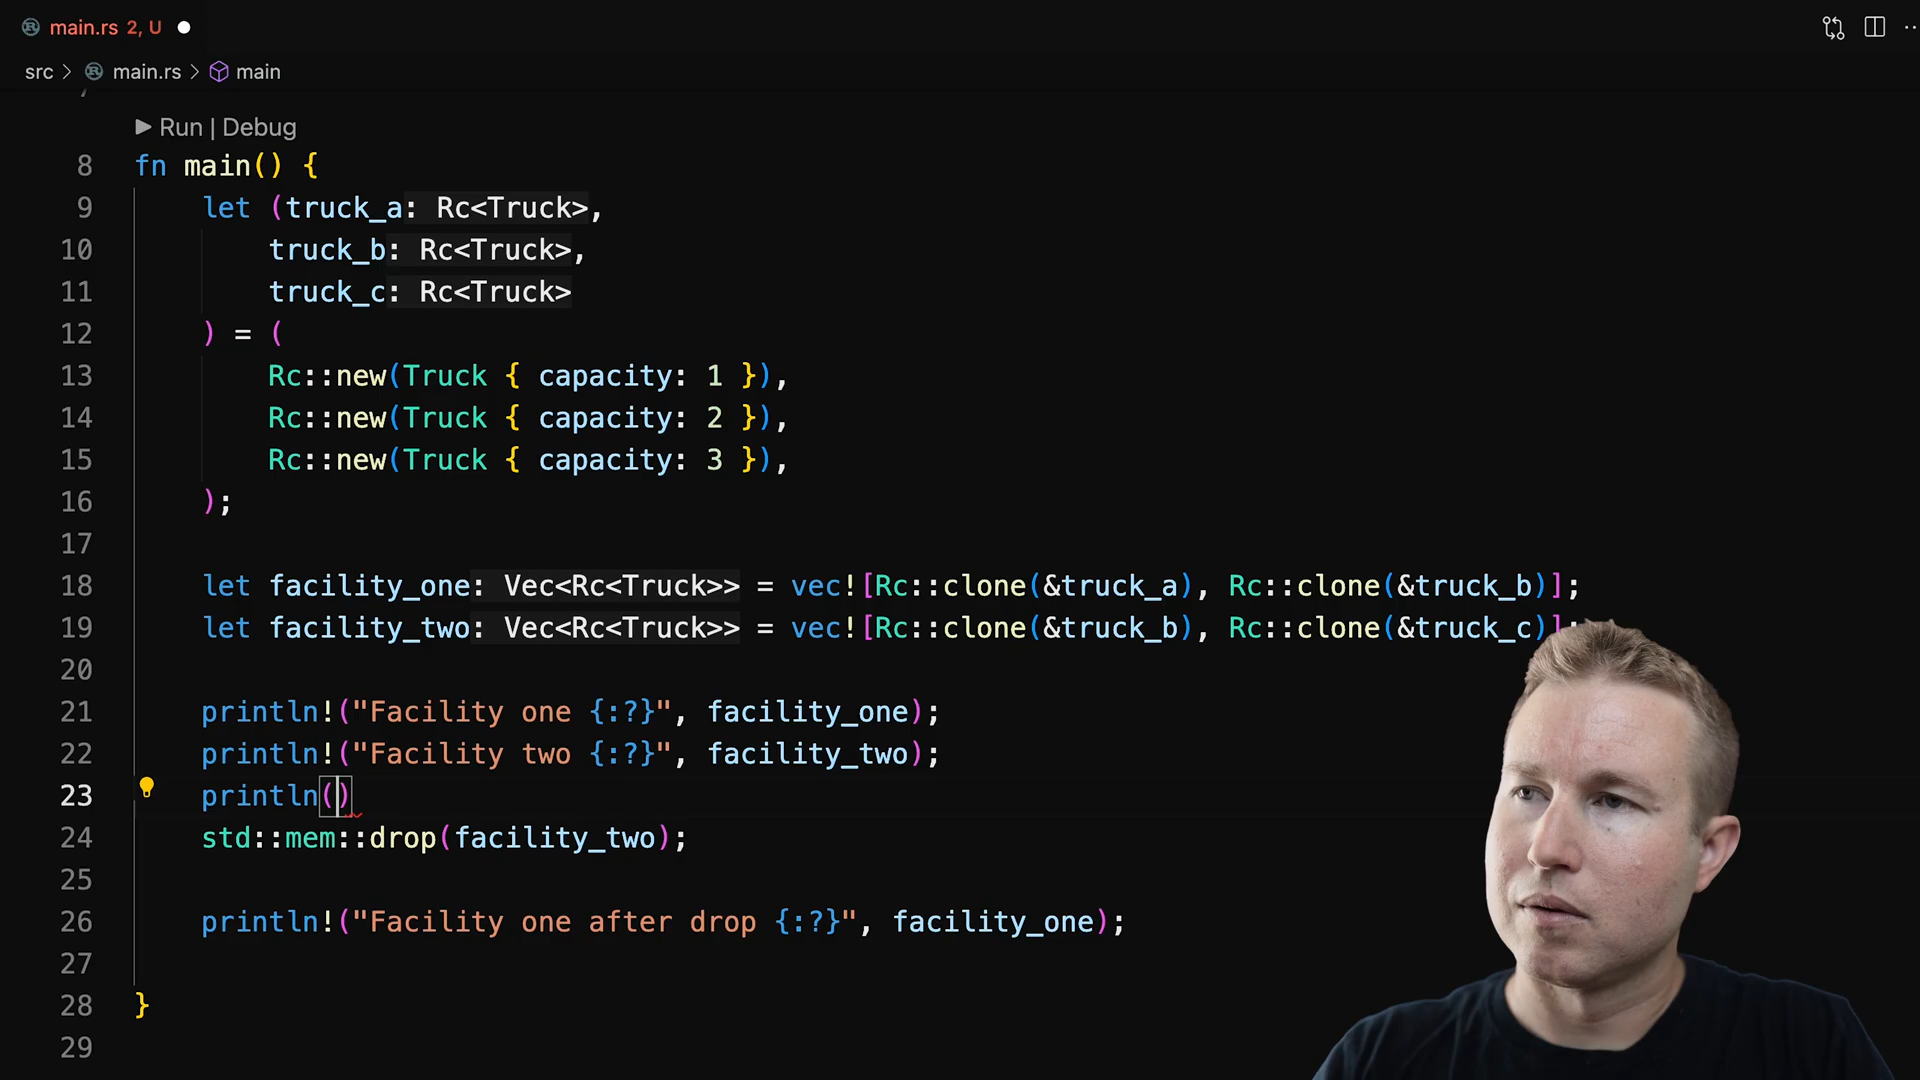 main.rs 2, U
src > main.rs > main
7
Run | Debug
8 fn main() {
9 let (truck_a: Rc<Truck>,
10 truck_b: Rc<Truck>,
11 truck_c: Rc<Truck>
12 ) = (
13 Rc::new(Truck { capacity: 1 }),
14 Rc::new(Truck { capacity: 2 }),
15 Rc::new(Truck { capacity: 3 }),
16 );
17
18 let facility_one: Vec<Rc<Truck>> = vec![Rc::clone(&truck_a), Rc::clone(&truck_b)];
19 let facility_two: Vec<Rc<Truck>> = vec![Rc::clone(&truck_b), Rc::clone(&truck_c)];
20
21 println!("Facility one {:?}", facility_one);
22 println!("Facility two {:?}", facility_two);
23 println()
24 std::mem::drop(facility_two);
25
26 println!("Facility one after drop {:?}", facility_one);
27
28 }
29